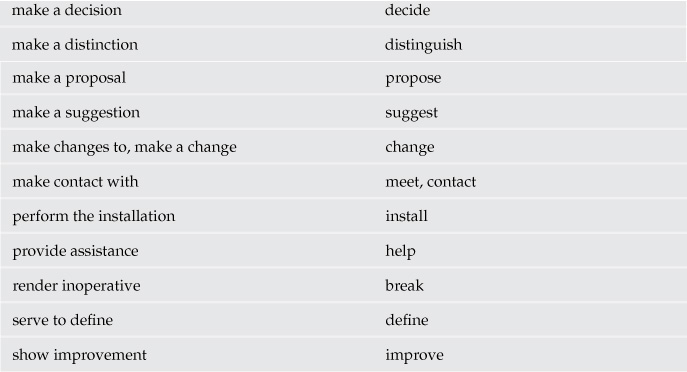 make a decision decide
make a distinction distinguish
make a proposal propose
make a suggestion suggest
make changes to, make a change change
make contact with meet, contact
perform the installation install
provide assistance help
render inoperative break
serve to define define
show improvement improve